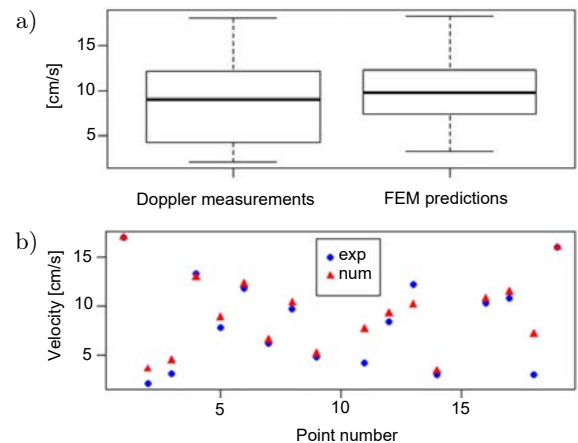 a)
15
10
5
[cm/s]
Doppler measurements
FEM predictions
b)
15
10
5
Velocity [cm/s]
exp
num
5
10
15
Point number